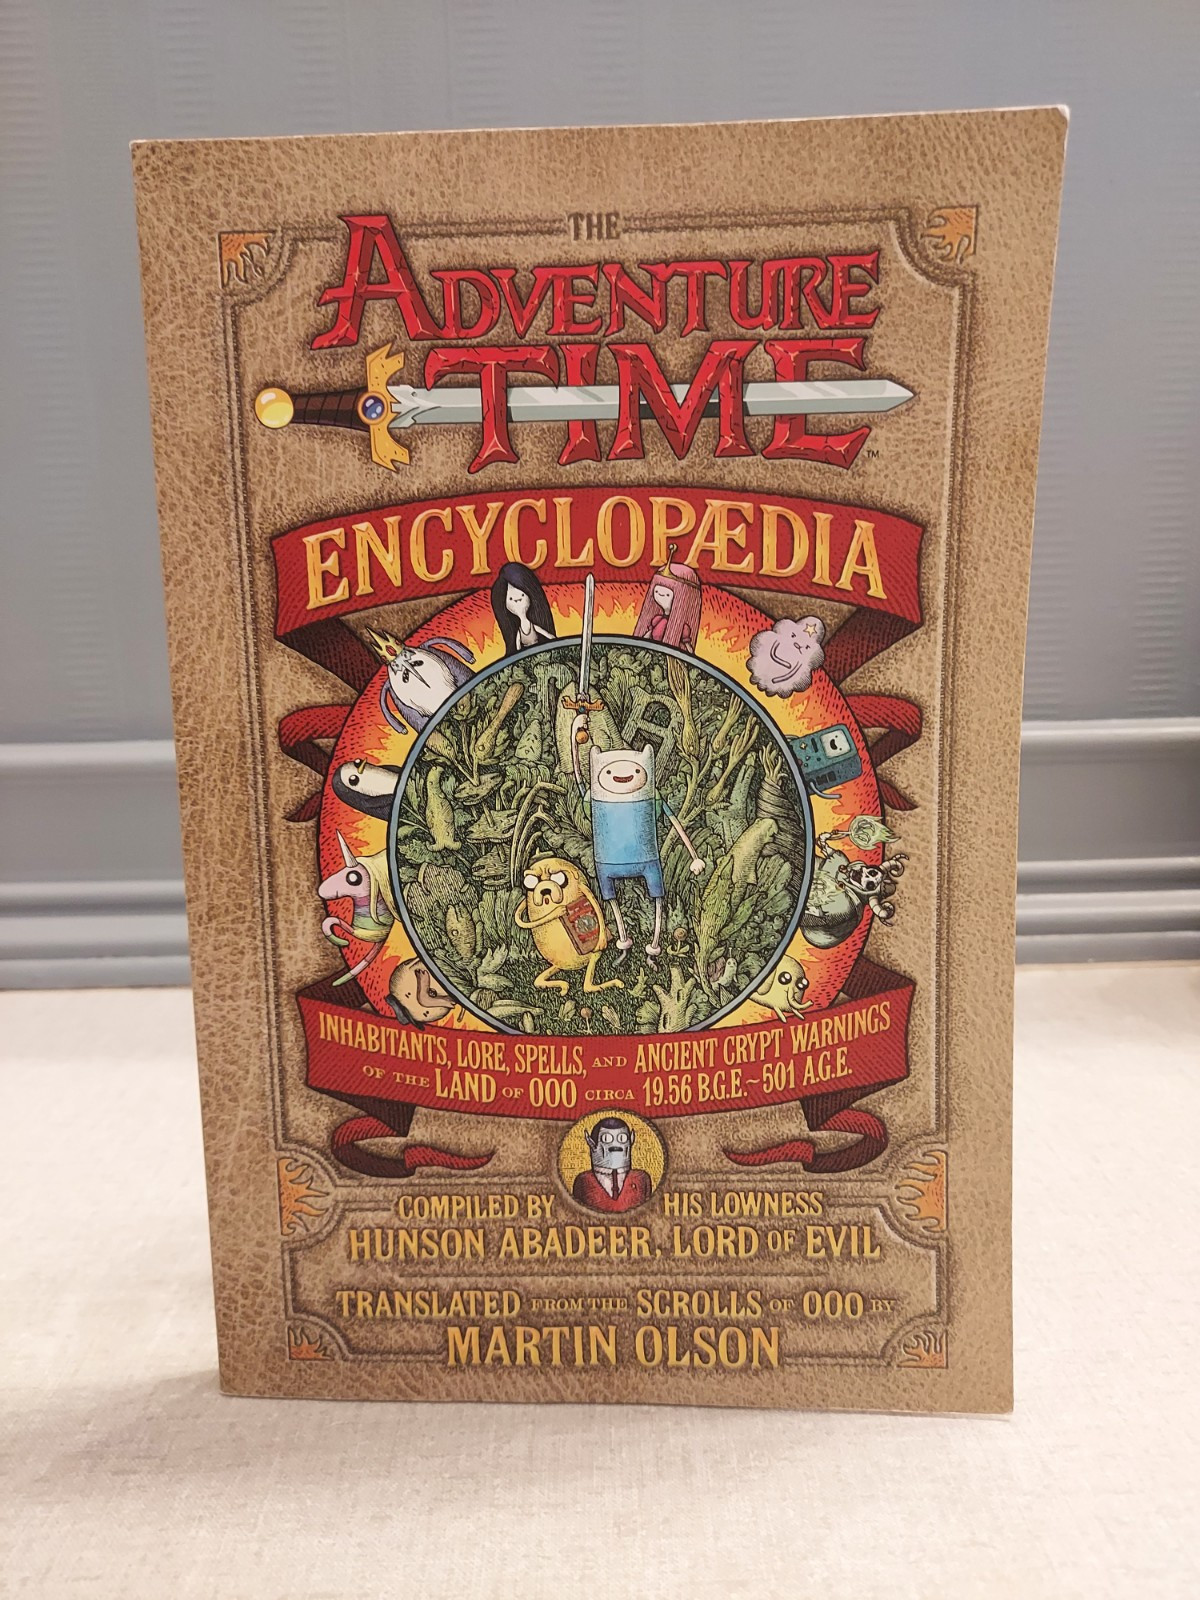 THE
ADVENTURE
TIME™
ENCYCLOPÆDIA
INHABITANTS, LORE, SPELLS, AND ANCIENT CRYPT WARNINGS
OF THE LAND OF OOO CIRCA 19.56 B.G.E.~501 A.G.E.
COMPILED BY HIS LOWNESS
HUNSON ABADEER, LORD OF EVIL
TRANSLATED FROM THE SCROLLS OF OOO BY
MARTIN OLSON